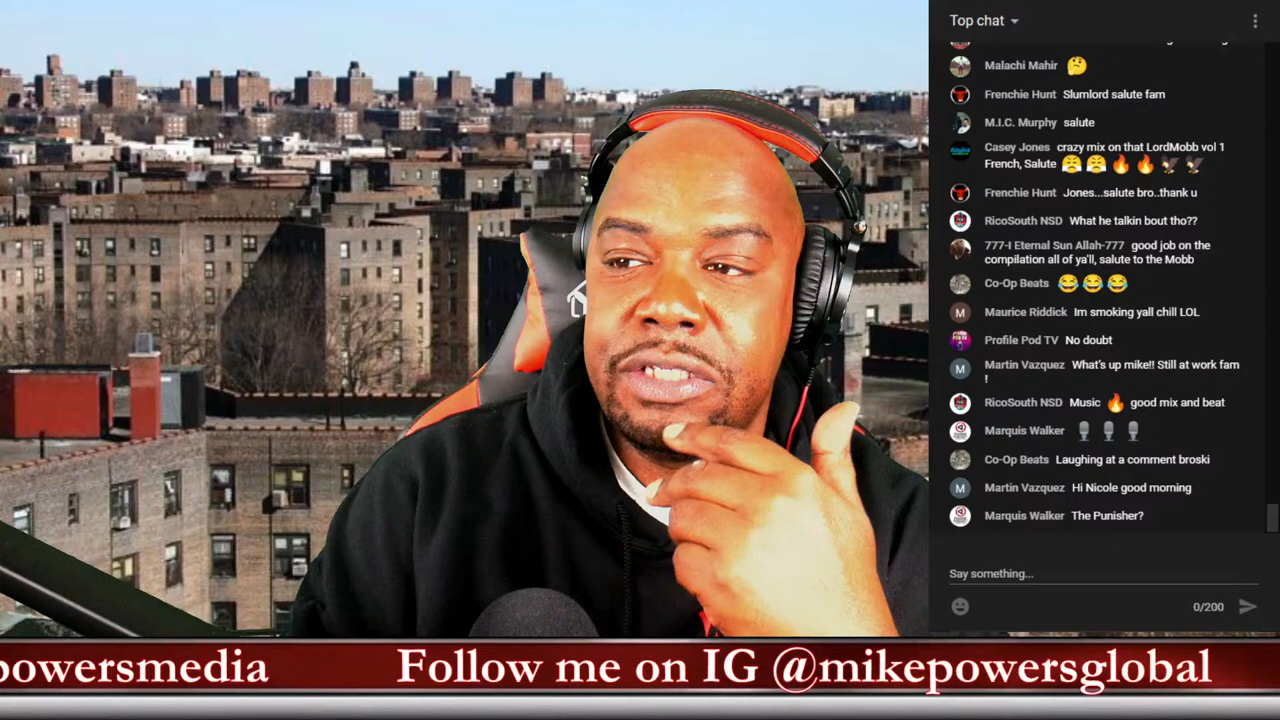 Top chat
Malachi Mahir 🤔
Frenchie Hunt Slumlord salute fam
M.I.C. Murphy salute
Casey Jones crazy mix on that LordMobb vol 1
French, Salute 😤 😤 🔥 🔥 🦅 🦅
Frenchie Hunt Jones...salute bro..thank u
RicoSouth NSD What he talkin bout tho??
777-I Eternal Sun Allah-777 good job on the
compilation all of ya'll, salute to the Mobb
Co-Op Beats 😂 😂 😂
Maurice Riddick Im smoking yall chill LOL
Profile Pod TV No doubt
Martin Vazquez What's up mike!! Still at work fam
!
RicoSouth NSD Music 🔥 good mix and beat
Marquis Walker 🎙 🎙 🎙
Co-Op Beats Laughing at a comment broski
Martin Vazquez Hi Nicole good morning
Marquis Walker The Punisher?
Say something...
0/200
powersmedia Follow me on IG @mikepowersglobal